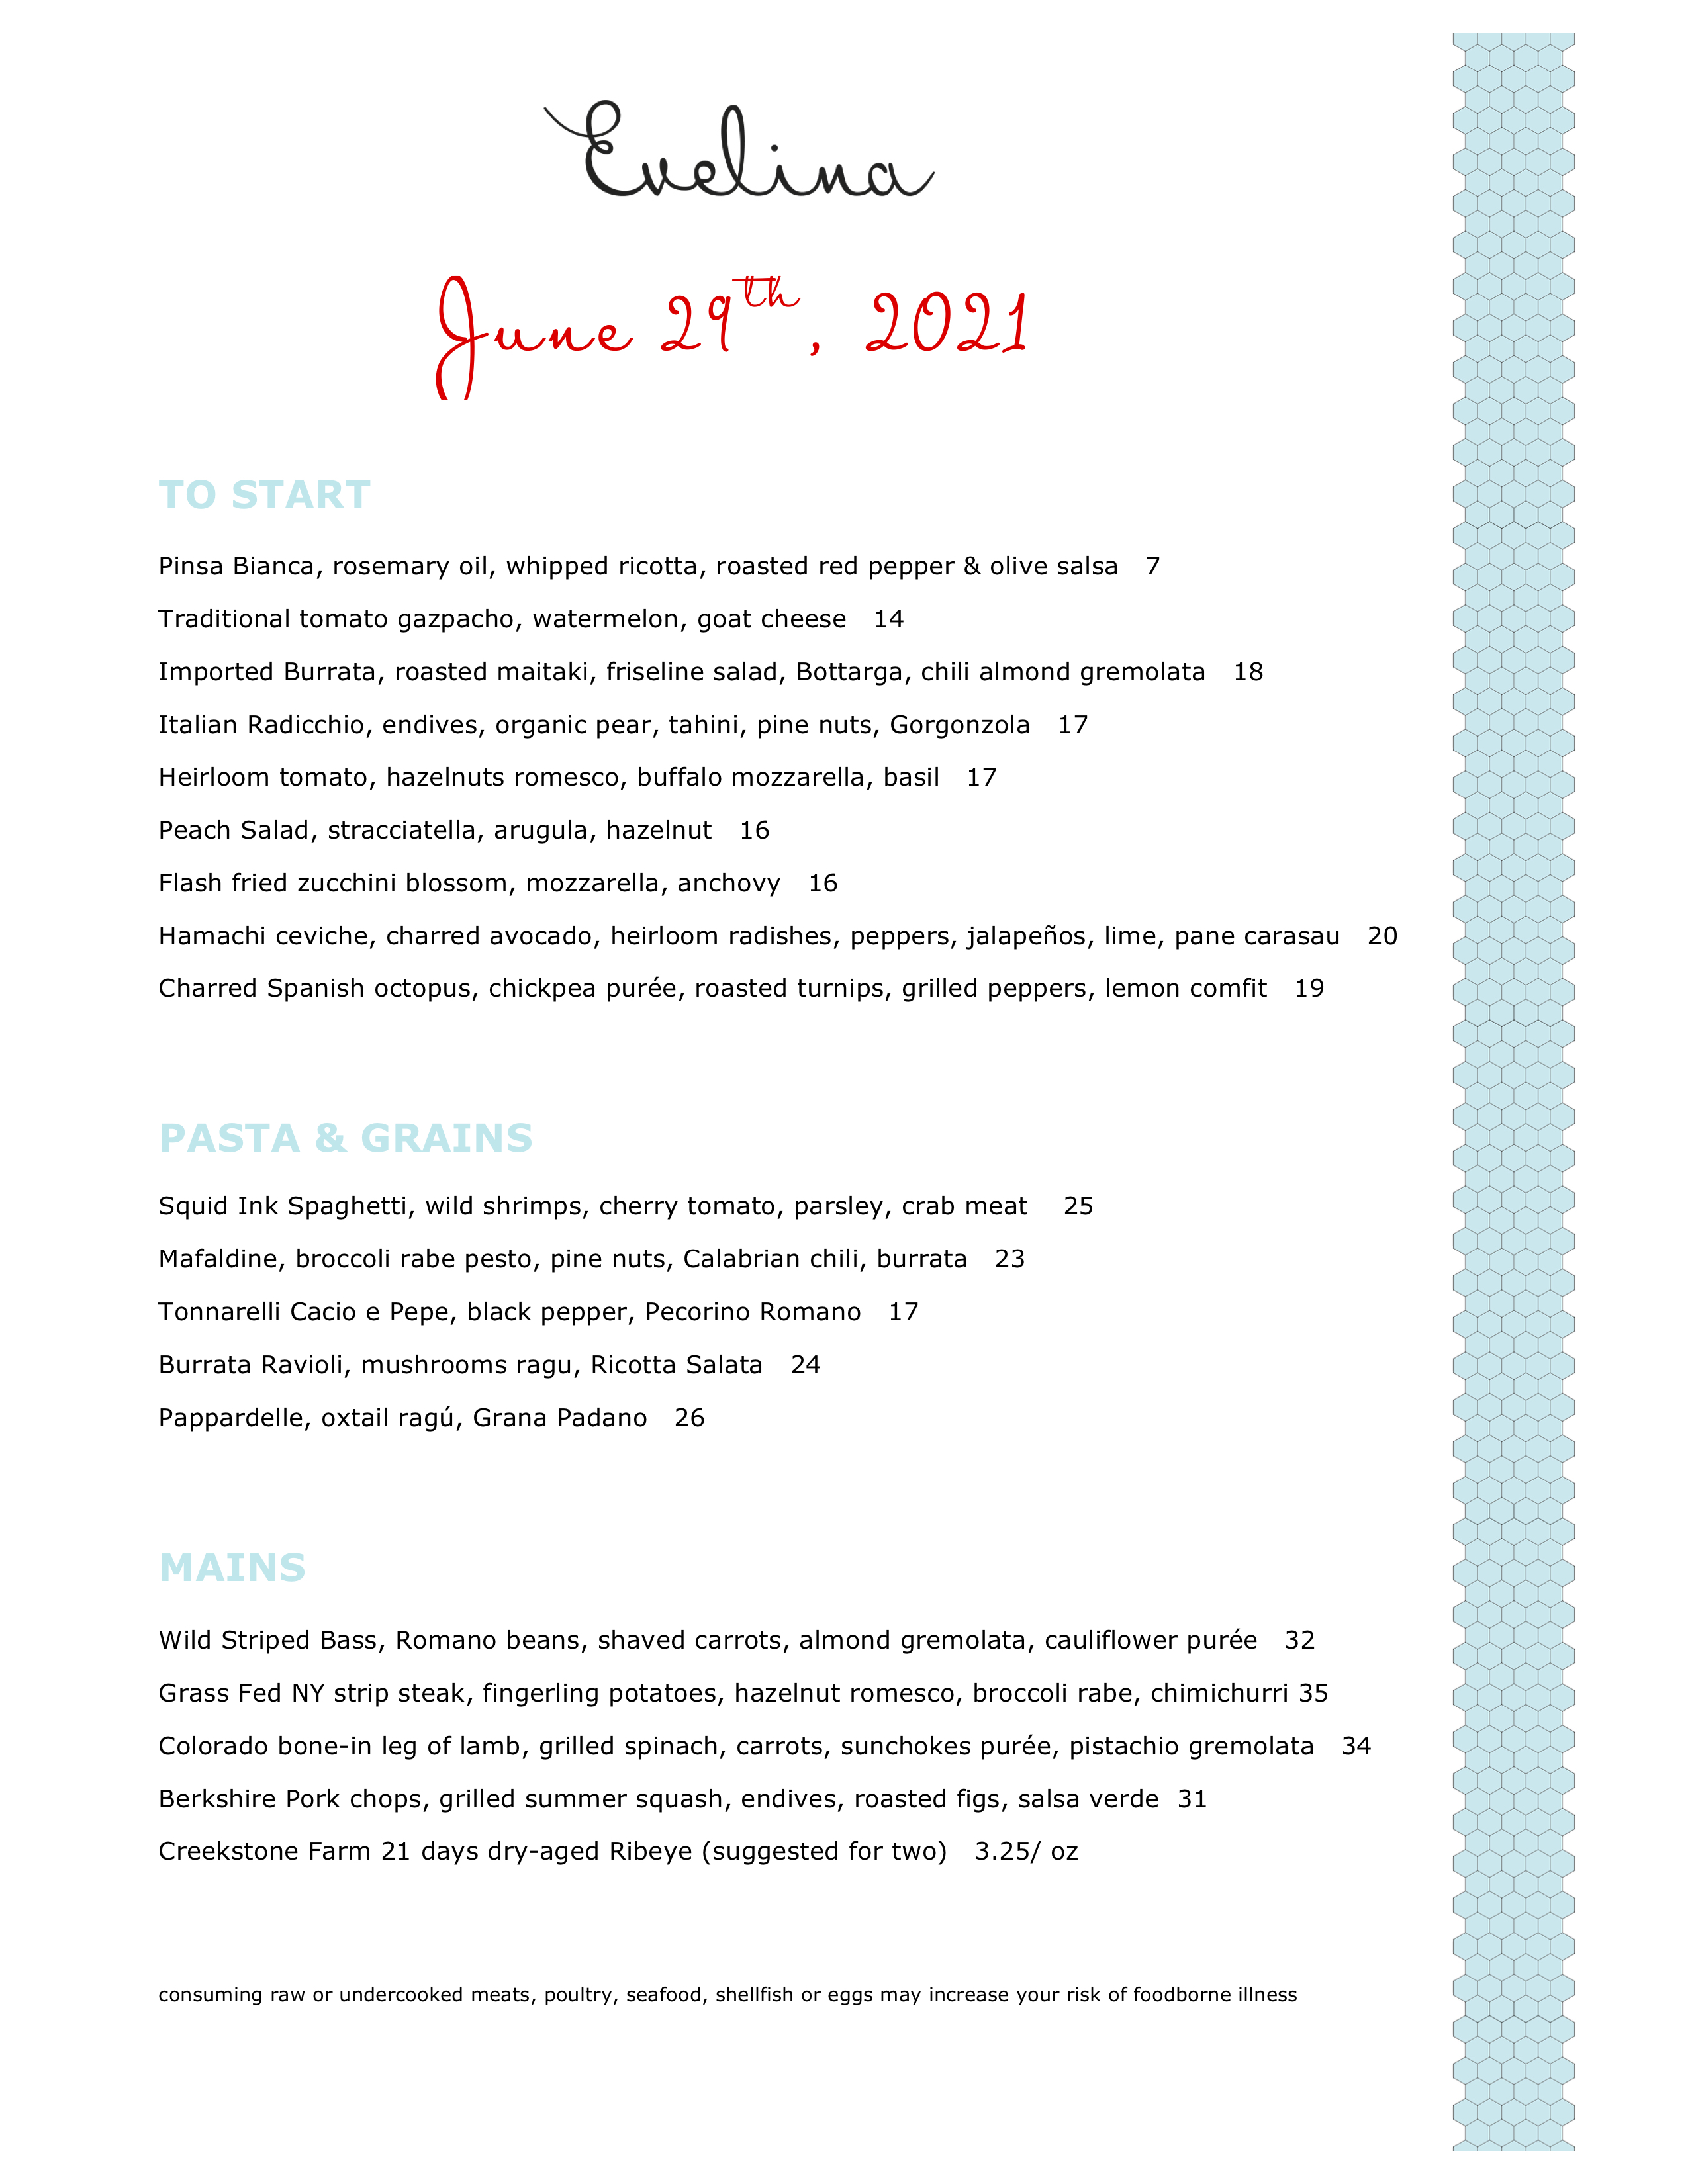 Evelina
June 29th, 2021
TO START
Pinsa Bianca, rosemary oil, whipped ricotta, roasted red pepper & olive salsa 7
Traditional tomato gazpacho, watermelon, goat cheese 14
Imported Burrata, roasted maitaki, friseline salad, Bottarga, chili almond gremolata 18
Italian Radicchio, endives, organic pear, tahini, pine nuts, Gorgonzola 17
Heirloom tomato, hazelnuts romesco, buffalo mozzarella, basil 17
Peach Salad, stracciatella, arugula, hazelnut 16
Flash fried zucchini blossom, mozzarella, anchovy 16
Hamachi ceviche, charred avocado, heirloom radishes, peppers, jalapeños, lime, pane carasau 20
Charred Spanish octopus, chickpea purée, roasted turnips, grilled peppers, lemon comfit 19
PASTA & GRAINS
Squid Ink Spaghetti, wild shrimps, cherry tomato, parsley, crab meat 25
Mafaldine, broccoli rabe pesto, pine nuts, Calabrian chili, burrata 23
Tonnarelli Cacio e Pepe, black pepper, Pecorino Romano 17
Burrata Ravioli, mushrooms ragu, Ricotta Salata 24
Pappardelle, oxtail ragú, Grana Padano 26
MAINS
Wild Striped Bass, Romano beans, shaved carrots, almond gremolata, cauliflower purée 32
Grass Fed NY strip steak, fingerling potatoes, hazelnut romesco, broccoli rabe, chimichurri 35
Colorado bone-in leg of lamb, grilled spinach, carrots, sunchokes purée, pistachio gremolata 34
Berkshire Pork chops, grilled summer squash, endives, roasted figs, salsa verde 31
Creekstone Farm 21 days dry-aged Ribeye (suggested for two) 3.25/ oz
consuming raw or undercooked meats, poultry, seafood, shellfish or eggs may increase your risk of foodborne illness